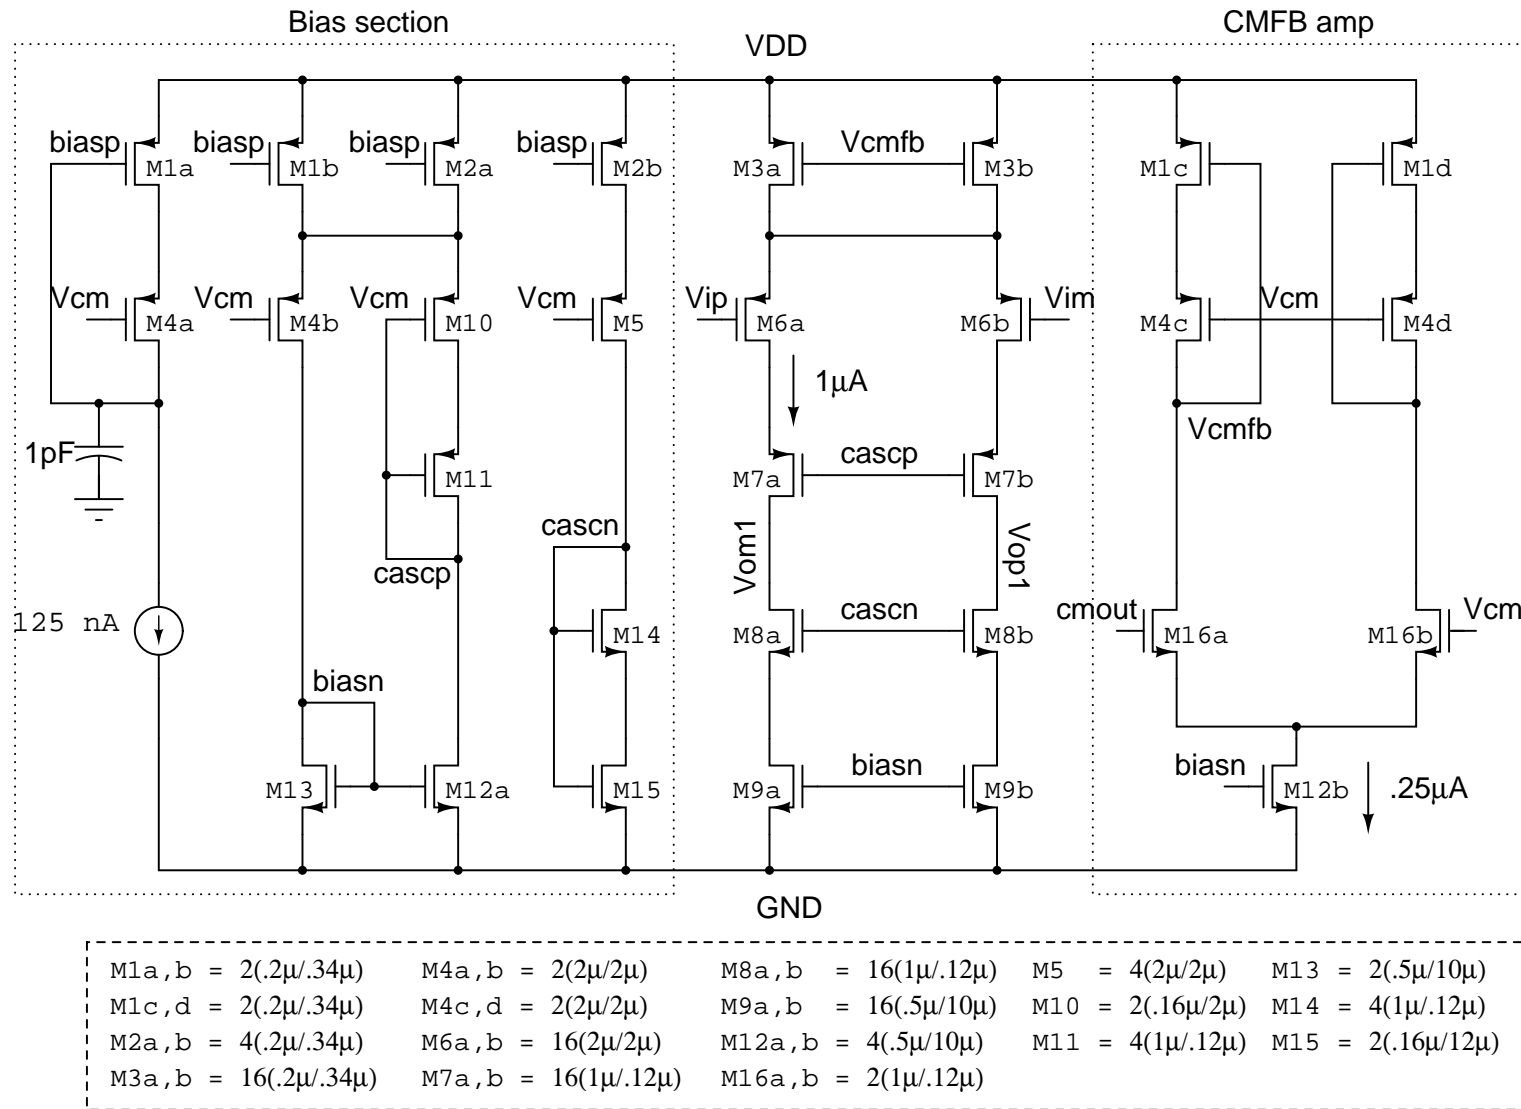 Bias section
CMFB amp
VDD
biasp
biasp
biasp
biasp
Vcmfb
M1a
M1b
M2a
M2b
M3a
M3b
M1c
M1d
Vcm
Vcm
Vcm
Vcm
Vip
Vim
Vcm
M4a
M4b
M10
M5
M6a
M6b
M4c
M4d
1μA
Vcmfb
1pF
M11
cascp
M7a
M7b
cascn
cascp
Vom1
Vop1
125 nA
M14
cascn
M8a
M8b
cmout
M16a
M16b
Vcm
biasn
M13
M12a
M15
biasn
M9a
M9b
biasn
M12b
.25μA
GND
M1a,b = 2(.2μ/.34μ) M4a,b = 2(2μ/2μ) M8a,b = 16(1μ/.12μ) M5 = 4(2μ/2μ) M13 = 2(.5μ/10μ)
M1c,d = 2(.2μ/.34μ) M4c,d = 2(2μ/2μ) M9a,b = 16(.5μ/10μ) M10 = 2(.16μ/2μ) M14 = 4(1μ/.12μ)
M2a,b = 4(.2μ/.34μ) M6a,b = 16(2μ/2μ) M12a,b = 4(.5μ/10μ) M11 = 4(1μ/.12μ) M15 = 2(.16μ/12μ)
M3a,b = 16(.2μ/.34μ) M7a,b = 16(1μ/.12μ) M16a,b = 2(1μ/.12μ)